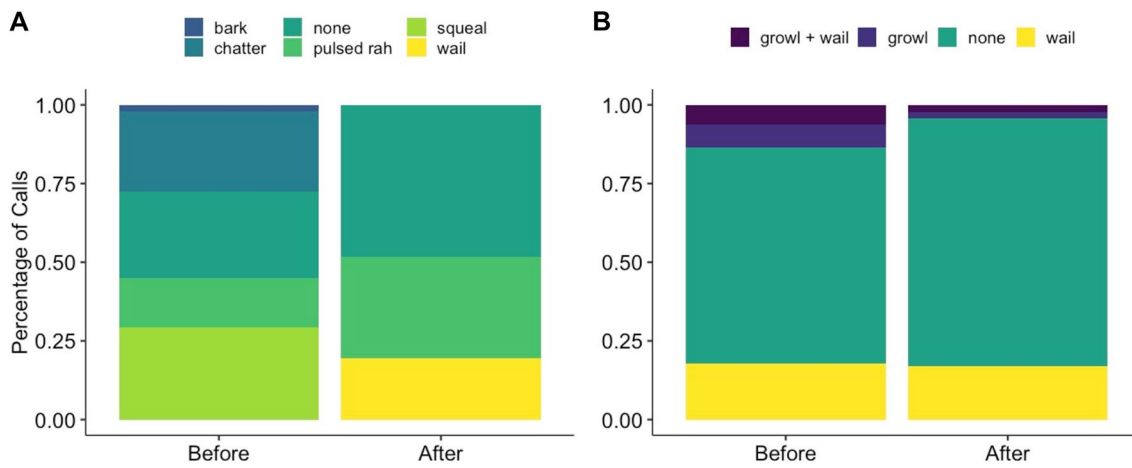 A
bark none squeal
chatter pulsed rah wail
Percentage of Calls
1.00
0.75
0.50
0.25
0.00
Before After
B
growl + wail growl none wail
1.00
0.75
0.50
0.25
0.00
Before After